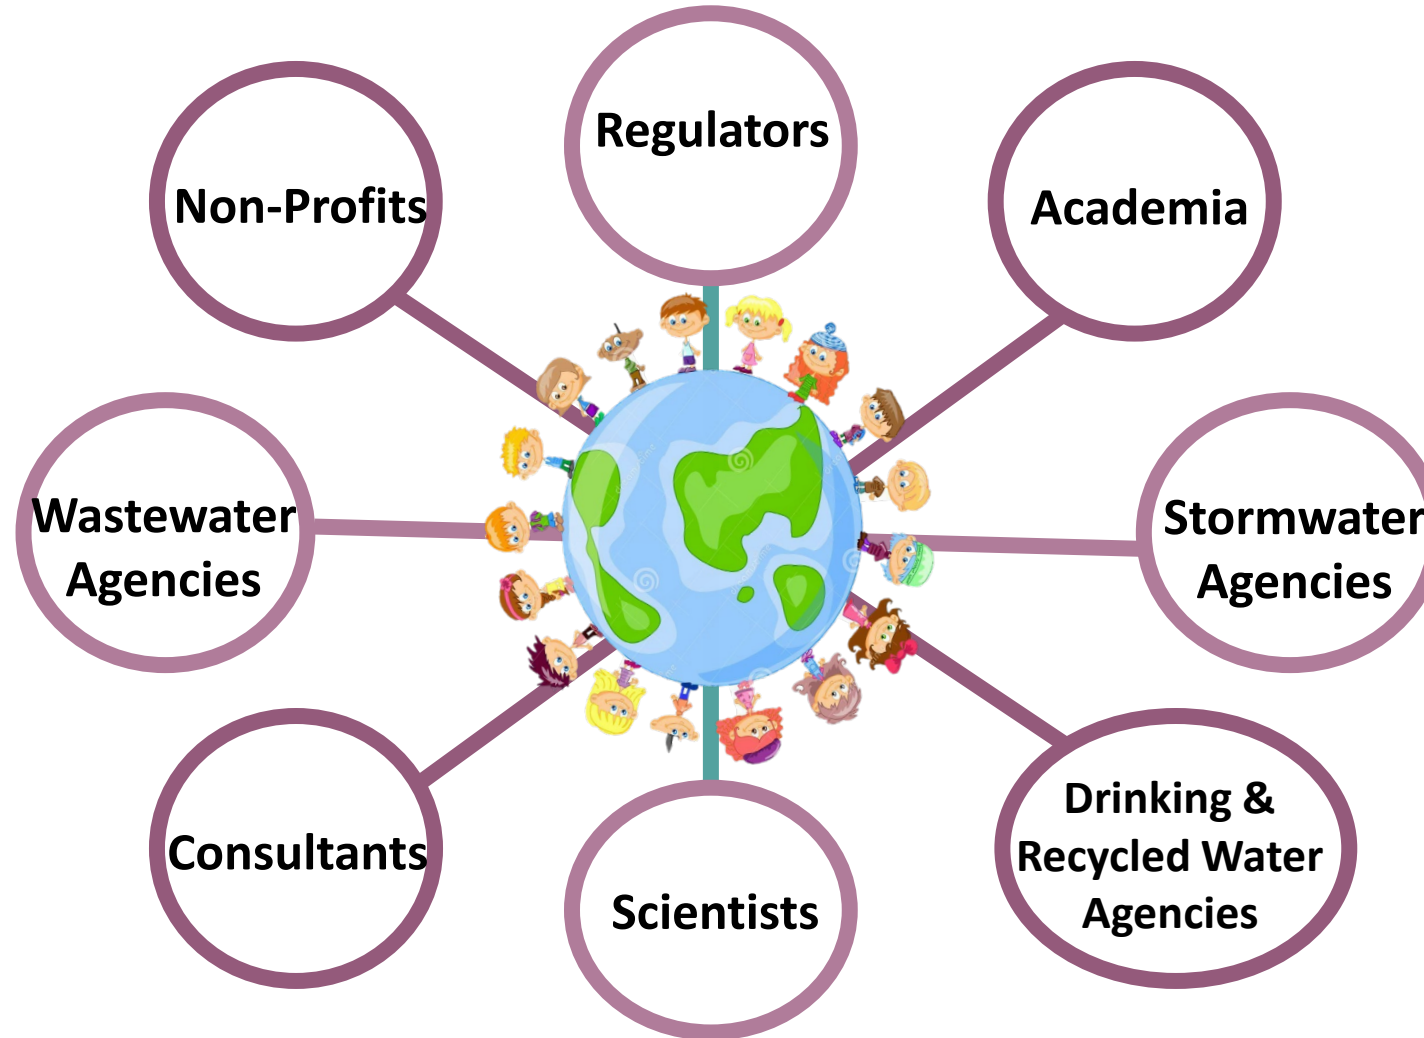 Regulators
Non-Profits
Academia
Wastewater
Agencies
Stormwater
Agencies
Drinking &
Recycled Water
Agencies
Consultants
Scientists